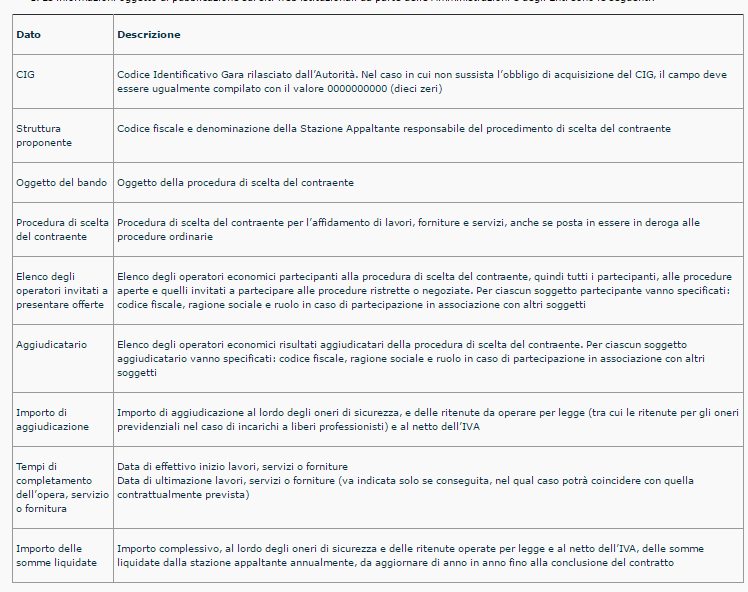 Dato
Descrizione
CIG
Codice Identificativo Gara rilasciato dall’Autorità. Nel caso in cui non sussista l’obbligo di acquisizione del CIG, il campo deve
essere ugualmente compilato con il valore 0000000000 (dieci zeri)
Struttura
proponente
Codice fiscale e denominazione della Stazione Appaltante responsabile del procedimento di scelta del contraente
Oggetto del bando
Oggetto della procedura di scelta del contraente
Procedura di scelta
del contraente
Procedura di scelta del contraente per l’affidamento di lavori, forniture e servizi, anche se posta in essere in deroga alle
procedure ordinarie
Elenco degli
operatori invitati a
presentare offerte
Elenco degli operatori economici partecipanti alla procedura di scelta del contraente, quindi tutti i partecipanti, alle procedure
aperte e quelli invitati a partecipare alle procedure ristrette o negoziate. Per ciascun soggetto partecipante vanno specificati:
codice fiscale, ragione sociale e ruolo in caso di partecipazione in associazione con altri soggetti
Aggiudicatario
Elenco degli operatori economici risultati aggiudicatari della procedura di scelta del contraente. Per ciascun soggetto
aggiudicatario vanno specificati: codice fiscale, ragione sociale e ruolo in caso di partecipazione in associazione con altri
soggetti
Importo di
aggiudicazione
Importo di aggiudicazione al lordo degli oneri di sicurezza, e delle ritenute da operare per legge (tra cui le ritenute per gli oneri
previdenziali nel caso di incarichi a liberi professionisti) e al netto dell’IVA
Tempi di
completamento
dell’opera, servizio
o fornitura
Data di effettivo inizio lavori, servizi o forniture
Data di ultimazione lavori, servizi o forniture (va indicata solo se conseguita, nel qual caso potrà coincidere con quella
contrattualmente prevista)
Importo delle
somme liquidate
Importo complessivo, al lordo degli oneri di sicurezza e delle ritenute operate per legge e al netto dell’IVA, delle somme
liquidate dalla stazione appaltante annualmente, da aggiornare di anno in anno fino alla conclusione del contratto